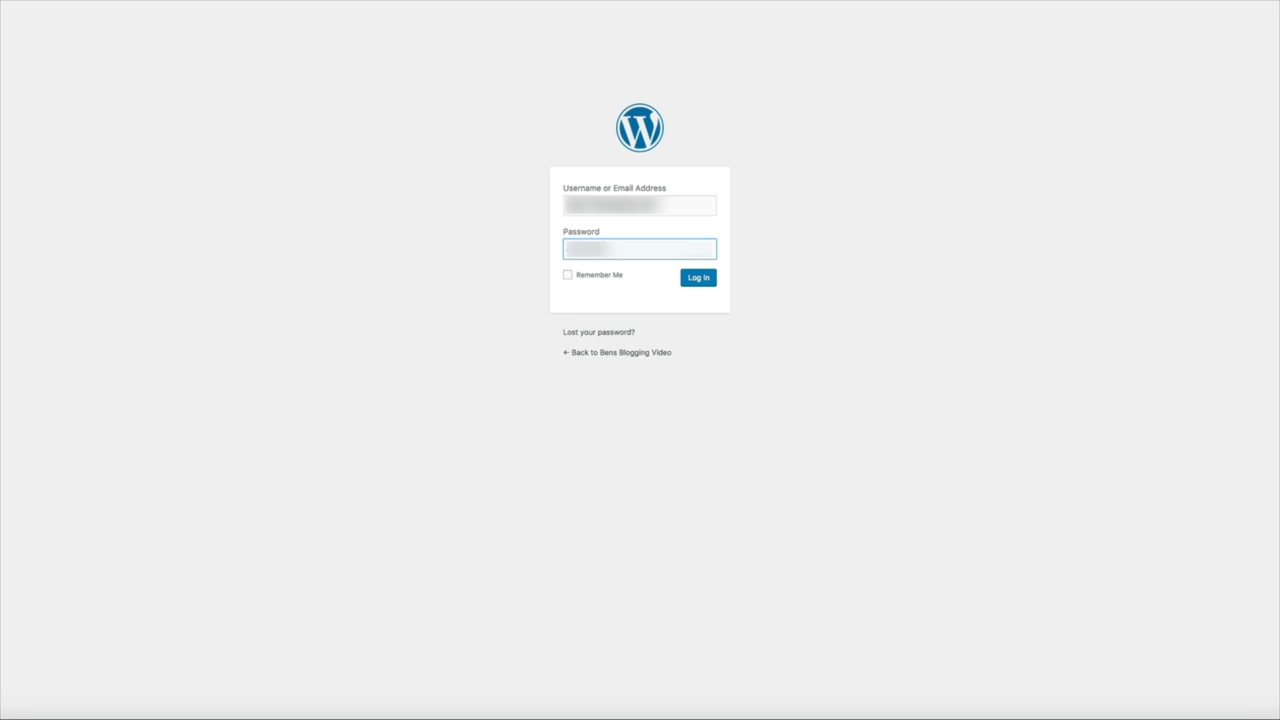 Username or Email Address
Password
Remember Me
Log In
Lost your password?
← Back to Bens Blogging Video